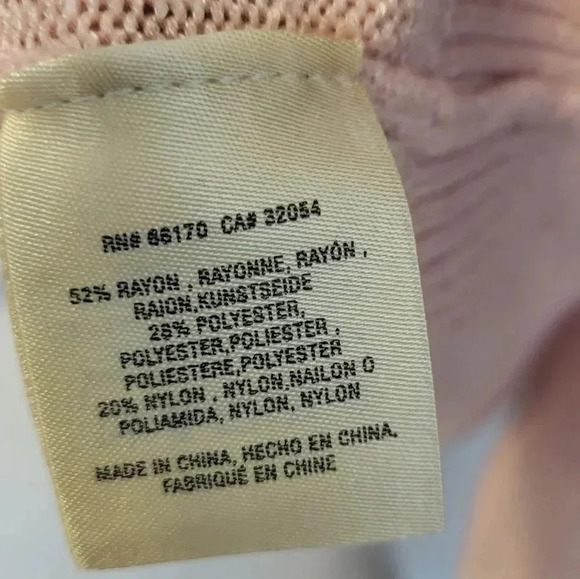 RN# 66170 CA# 32054
52% RAYON , RAYONNE, RAYÓN ,
RAION,KUNSTSEIDE
28% POLYESTER,
POLYESTER,POLIESTER ,
POLIESTERE,POLYESTER
20% NYLON , NYLON,NAILON O
POLIAMIDA, NYLON, NYLON
MADE IN CHINA, HECHO EN CHINA,
FABRIQUÉ EN CHINE